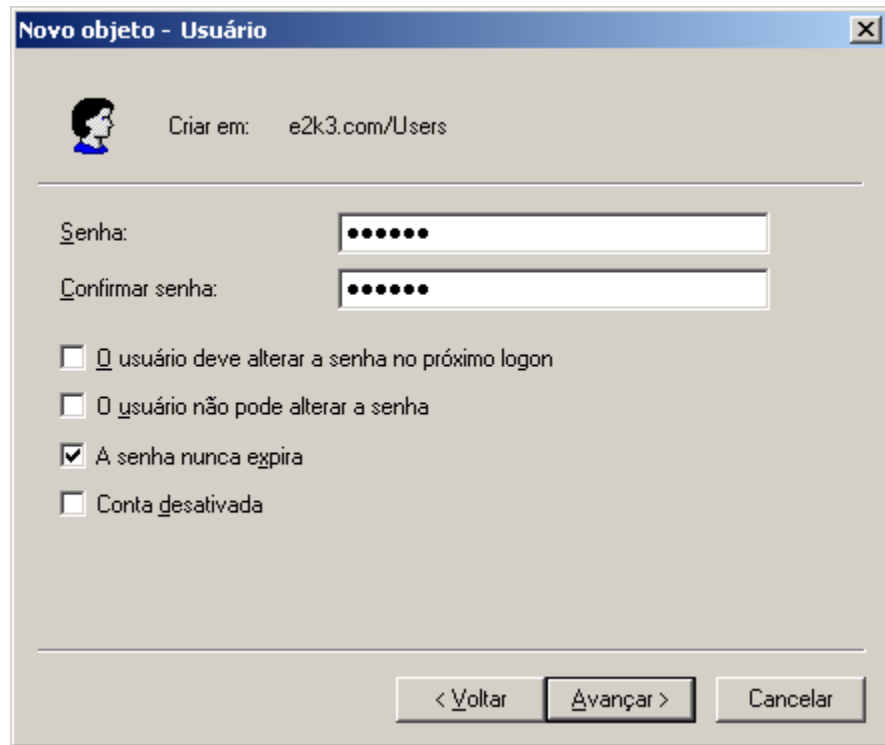 Novo objeto - Usuário
Criar em: e2k3.com/Users
Senha: ●●●●●●
Confirmar senha: ●●●●●●
O usuário deve alterar a senha no próximo logon
O usuário não pode alterar a senha
A senha nunca expira
Conta desativada
< Voltar Avançar > Cancelar